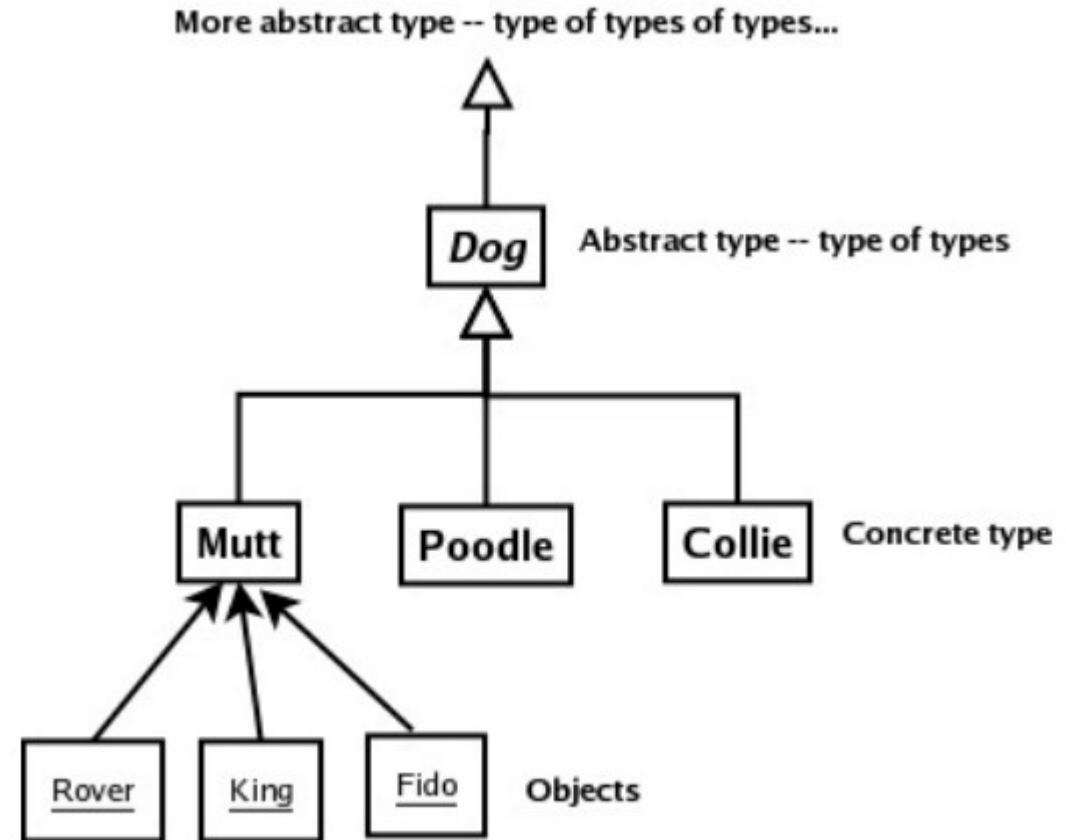 More abstract type -- type of types of types...
Dog
Abstract type -- type of types
Mutt
Poodle
Collie
Concrete type
Rover
King
Fido
Objects